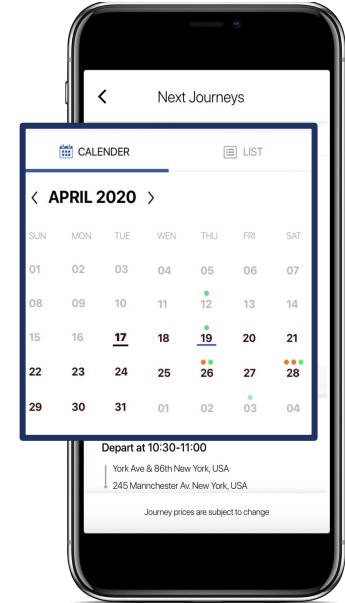 Next Journeys
CALENDER
LIST
APRIL 2020
SUN MON TUE WEN THU FRI SAT
01 02 03 04 05 06 07
08 09 10 11 12 13 14
15 16 17 18 19 20 21
22 23 24 25 26 27 28
29 30 31 01 02 03 04
Depart at 10:30-11:00
York Ave & 86th New York, USA
245 Mannchester Av. New York, USA
Journey prices are subject to change